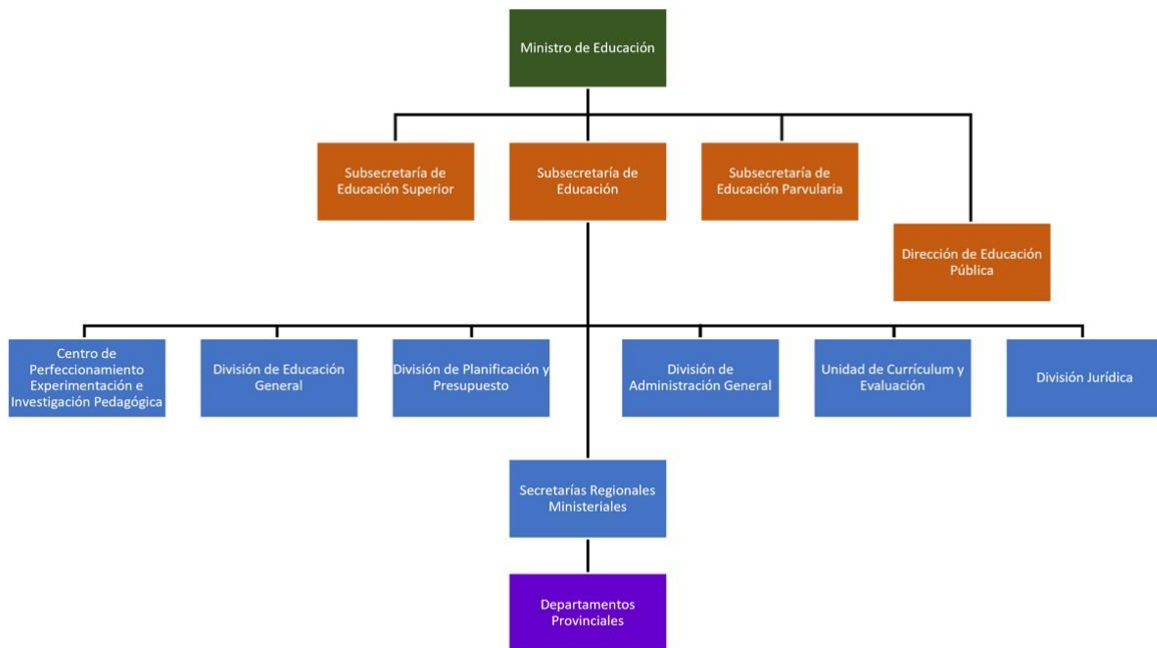 Ministro de Educación
Subsecretaría de
Educación Superior
Subsecretaría de
Educación
Subsecretaría de
Educación Parvularia
Dirección de Educación
Pública
Centro de
Perfeccionamiento
Experimentación e
Investigación Pedagógica
División de Educación
General
División de Planificación y
Presupuesto
División de
Administración General
Unidad de Currículum y
Evaluación
División Jurídica
Secretarías Regionales
Ministeriales
Departamentos
Provinciales